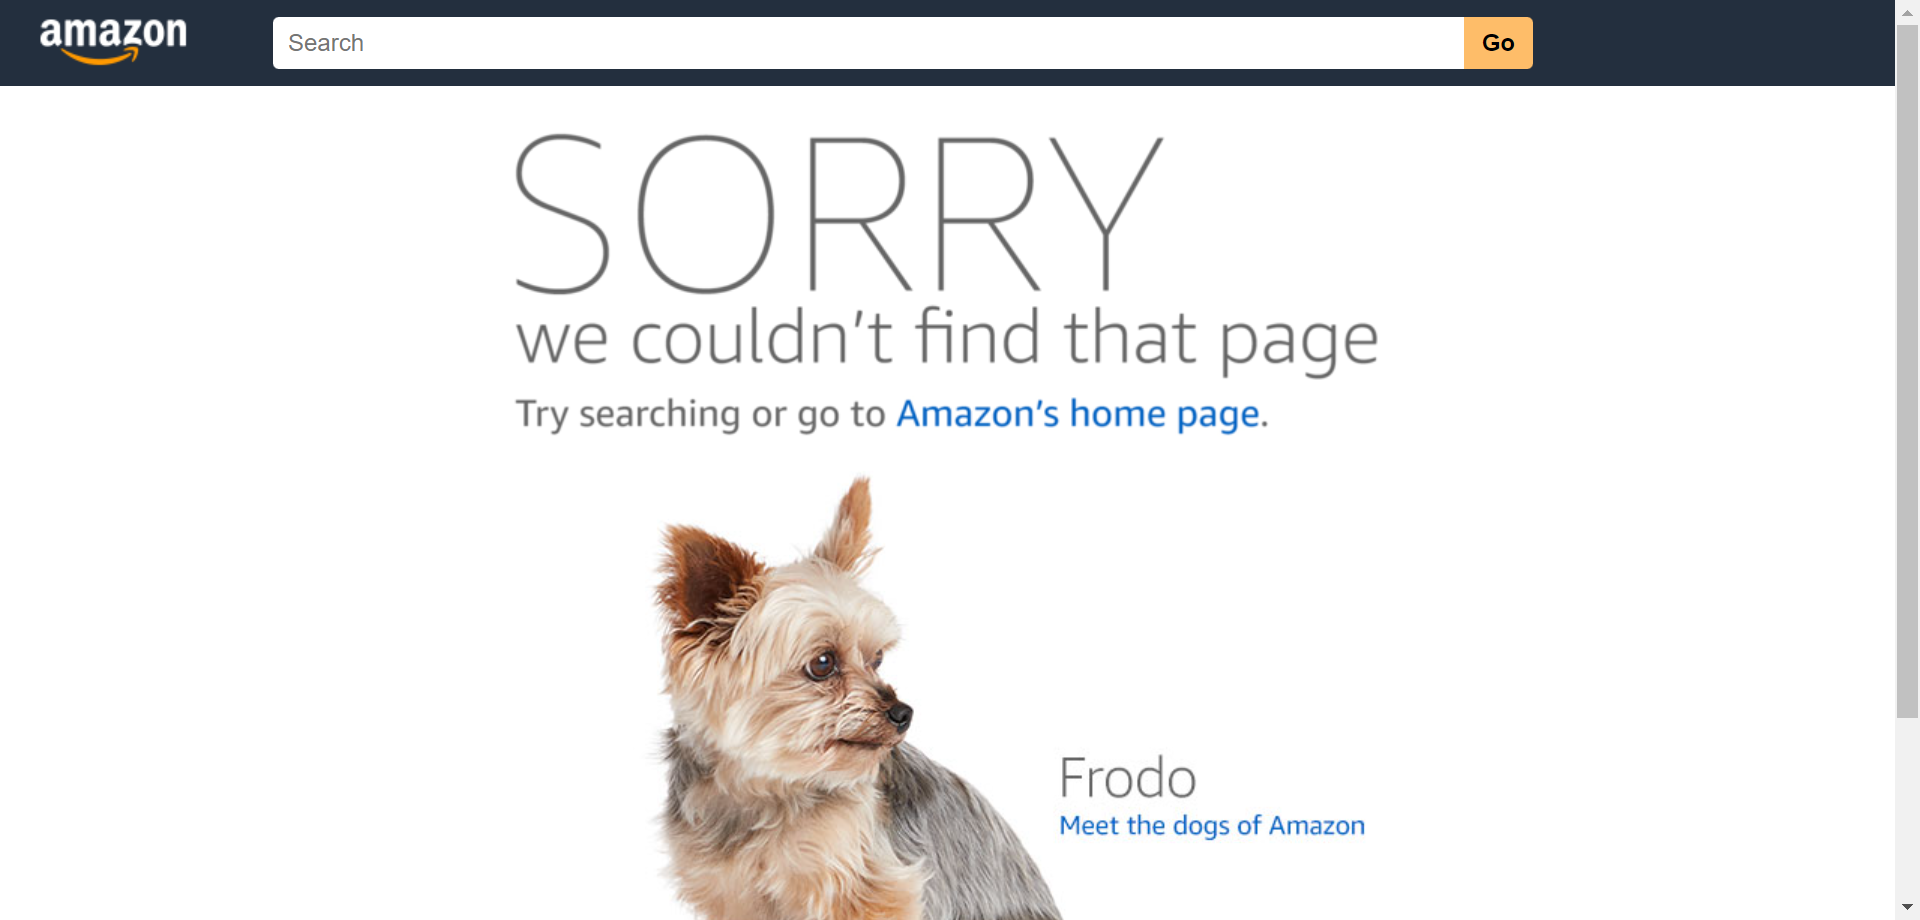 amazon
Search
Go
SORRY
we couldn't find that page
Try searching or go to Amazon's home page.
Frodo
Meet the dogs of Amazon